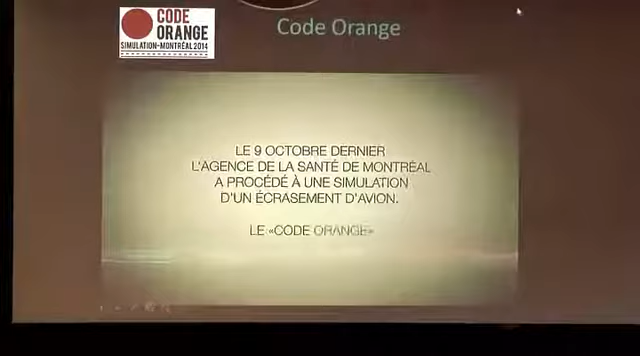 CODE
ORANGE
SIMULATION-MONTRÉAL 2014
Code Orange
LE 9 OCTOBRE DERNIER
L'AGENCE DE LA SANTÉ DE MONTRÉAL
A PROCÉDÉ À UNE SIMULATION
D'UN ÉCRASEMENT D'AVION.
LE «CODE ORANGE»